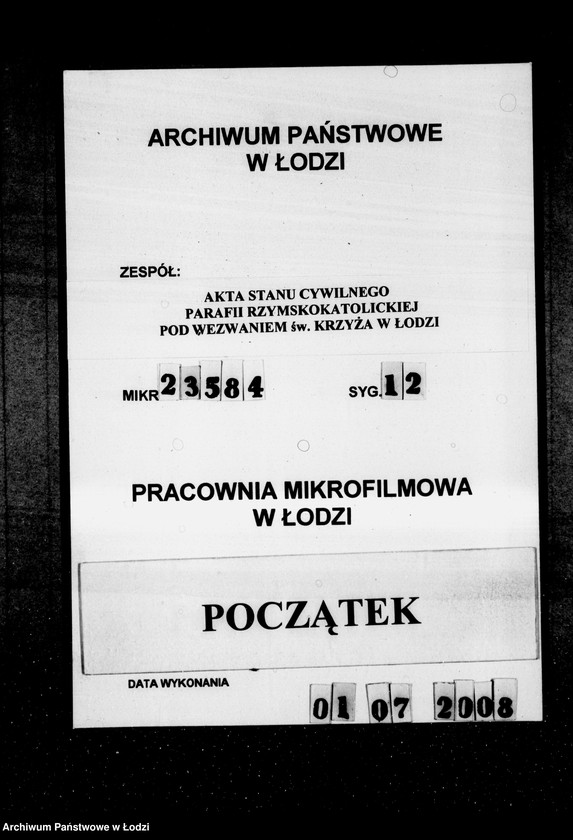 ARCHIWUM PAŃSTWOWE
W ŁODZI
ZESPÓŁ:
AKTA STANU CYWILNEGO
PARAFII RZYMSKOKATOLICKIEJ
POD WEZWANIEM św. KRZYŻA W ŁODZI
MIKR 23584 SYG. 12
PRACOWNIA MIKROFILMOWA
W ŁODZI
POCZĄTEK
DATA WYKONANIA
01 07 2008
Archiwum Państwowe w Łodzi